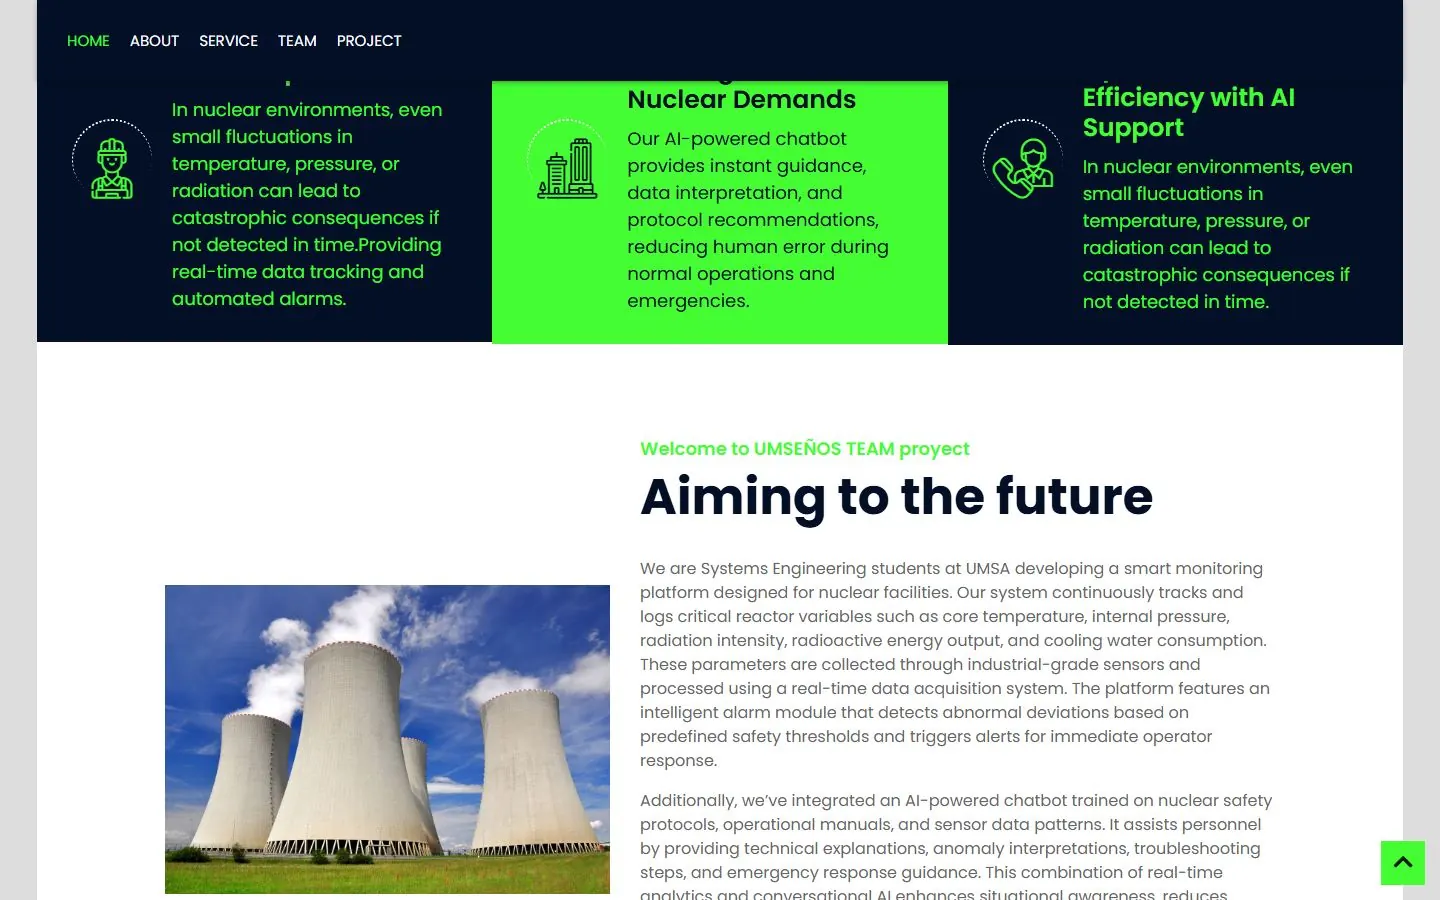 HOME ABOUT SERVICE TEAM PROJECT
In nuclear environments, even
small fluctuations in
temperature, pressure, or
radiation can lead to
catastrophic consequences if
not detected in time.Providing
real-time data tracking and
automated alarms.
Nuclear Demands
Our AI-powered chatbot
provides instant guidance,
data interpretation, and
protocol recommendations,
reducing human error during
normal operations and
emergencies.
Efficiency with AI
Support
In nuclear environments, even
small fluctuations in
temperature, pressure, or
radiation can lead to
catastrophic consequences if
not detected in time.
Welcome to UMSEÑOS TEAM proyect
Aiming to the future
We are Systems Engineering students at UMSA developing a smart monitoring
platform designed for nuclear facilities. Our system continuously tracks and
logs critical reactor variables such as core temperature, internal pressure,
radiation intensity, radioactive energy output, and cooling water consumption.
These parameters are collected through industrial-grade sensors and
processed using a real-time data acquisition system. The platform features an
intelligent alarm module that detects abnormal deviations based on
predefined safety thresholds and triggers alerts for immediate operator
response.
Additionally, we’ve integrated an AI-powered chatbot trained on nuclear safety
protocols, operational manuals, and sensor data patterns. It assists personnel
by providing technical explanations, anomaly interpretations, troubleshooting
steps, and emergency response guidance. This combination of real-time
analytics and conversational AI enhances situational awareness, reduces